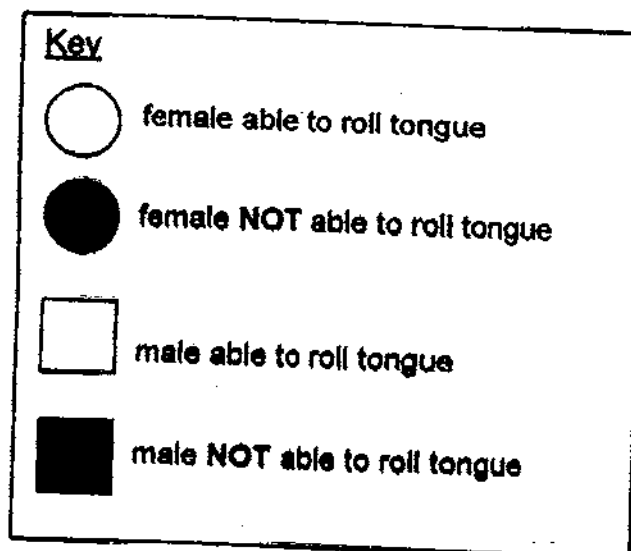 Key
female able to roll tongue
female NOT able to roll tongue
male able to roll tongue
male NOT able to roll tongue